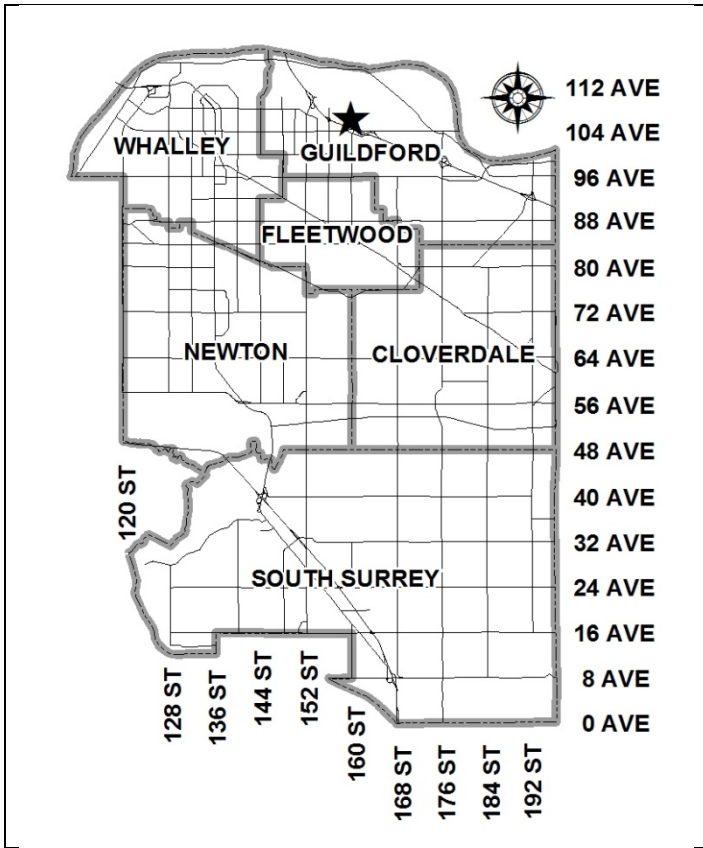 112 AVE
104 AVE
WHALLEY
GUILDFORD
96 AVE
88 AVE
FLEETWOOD
80 AVE
72 AVE
NEWTON
CLOVERDALE
64 AVE
56 AVE
48 AVE
120 ST
40 AVE
32 AVE
SOUTH SURREY
24 AVE
16 AVE
128 ST
136 ST
144 ST
152 ST
8 AVE
160 ST
0 AVE
168 ST
176 ST
184 ST
192 ST